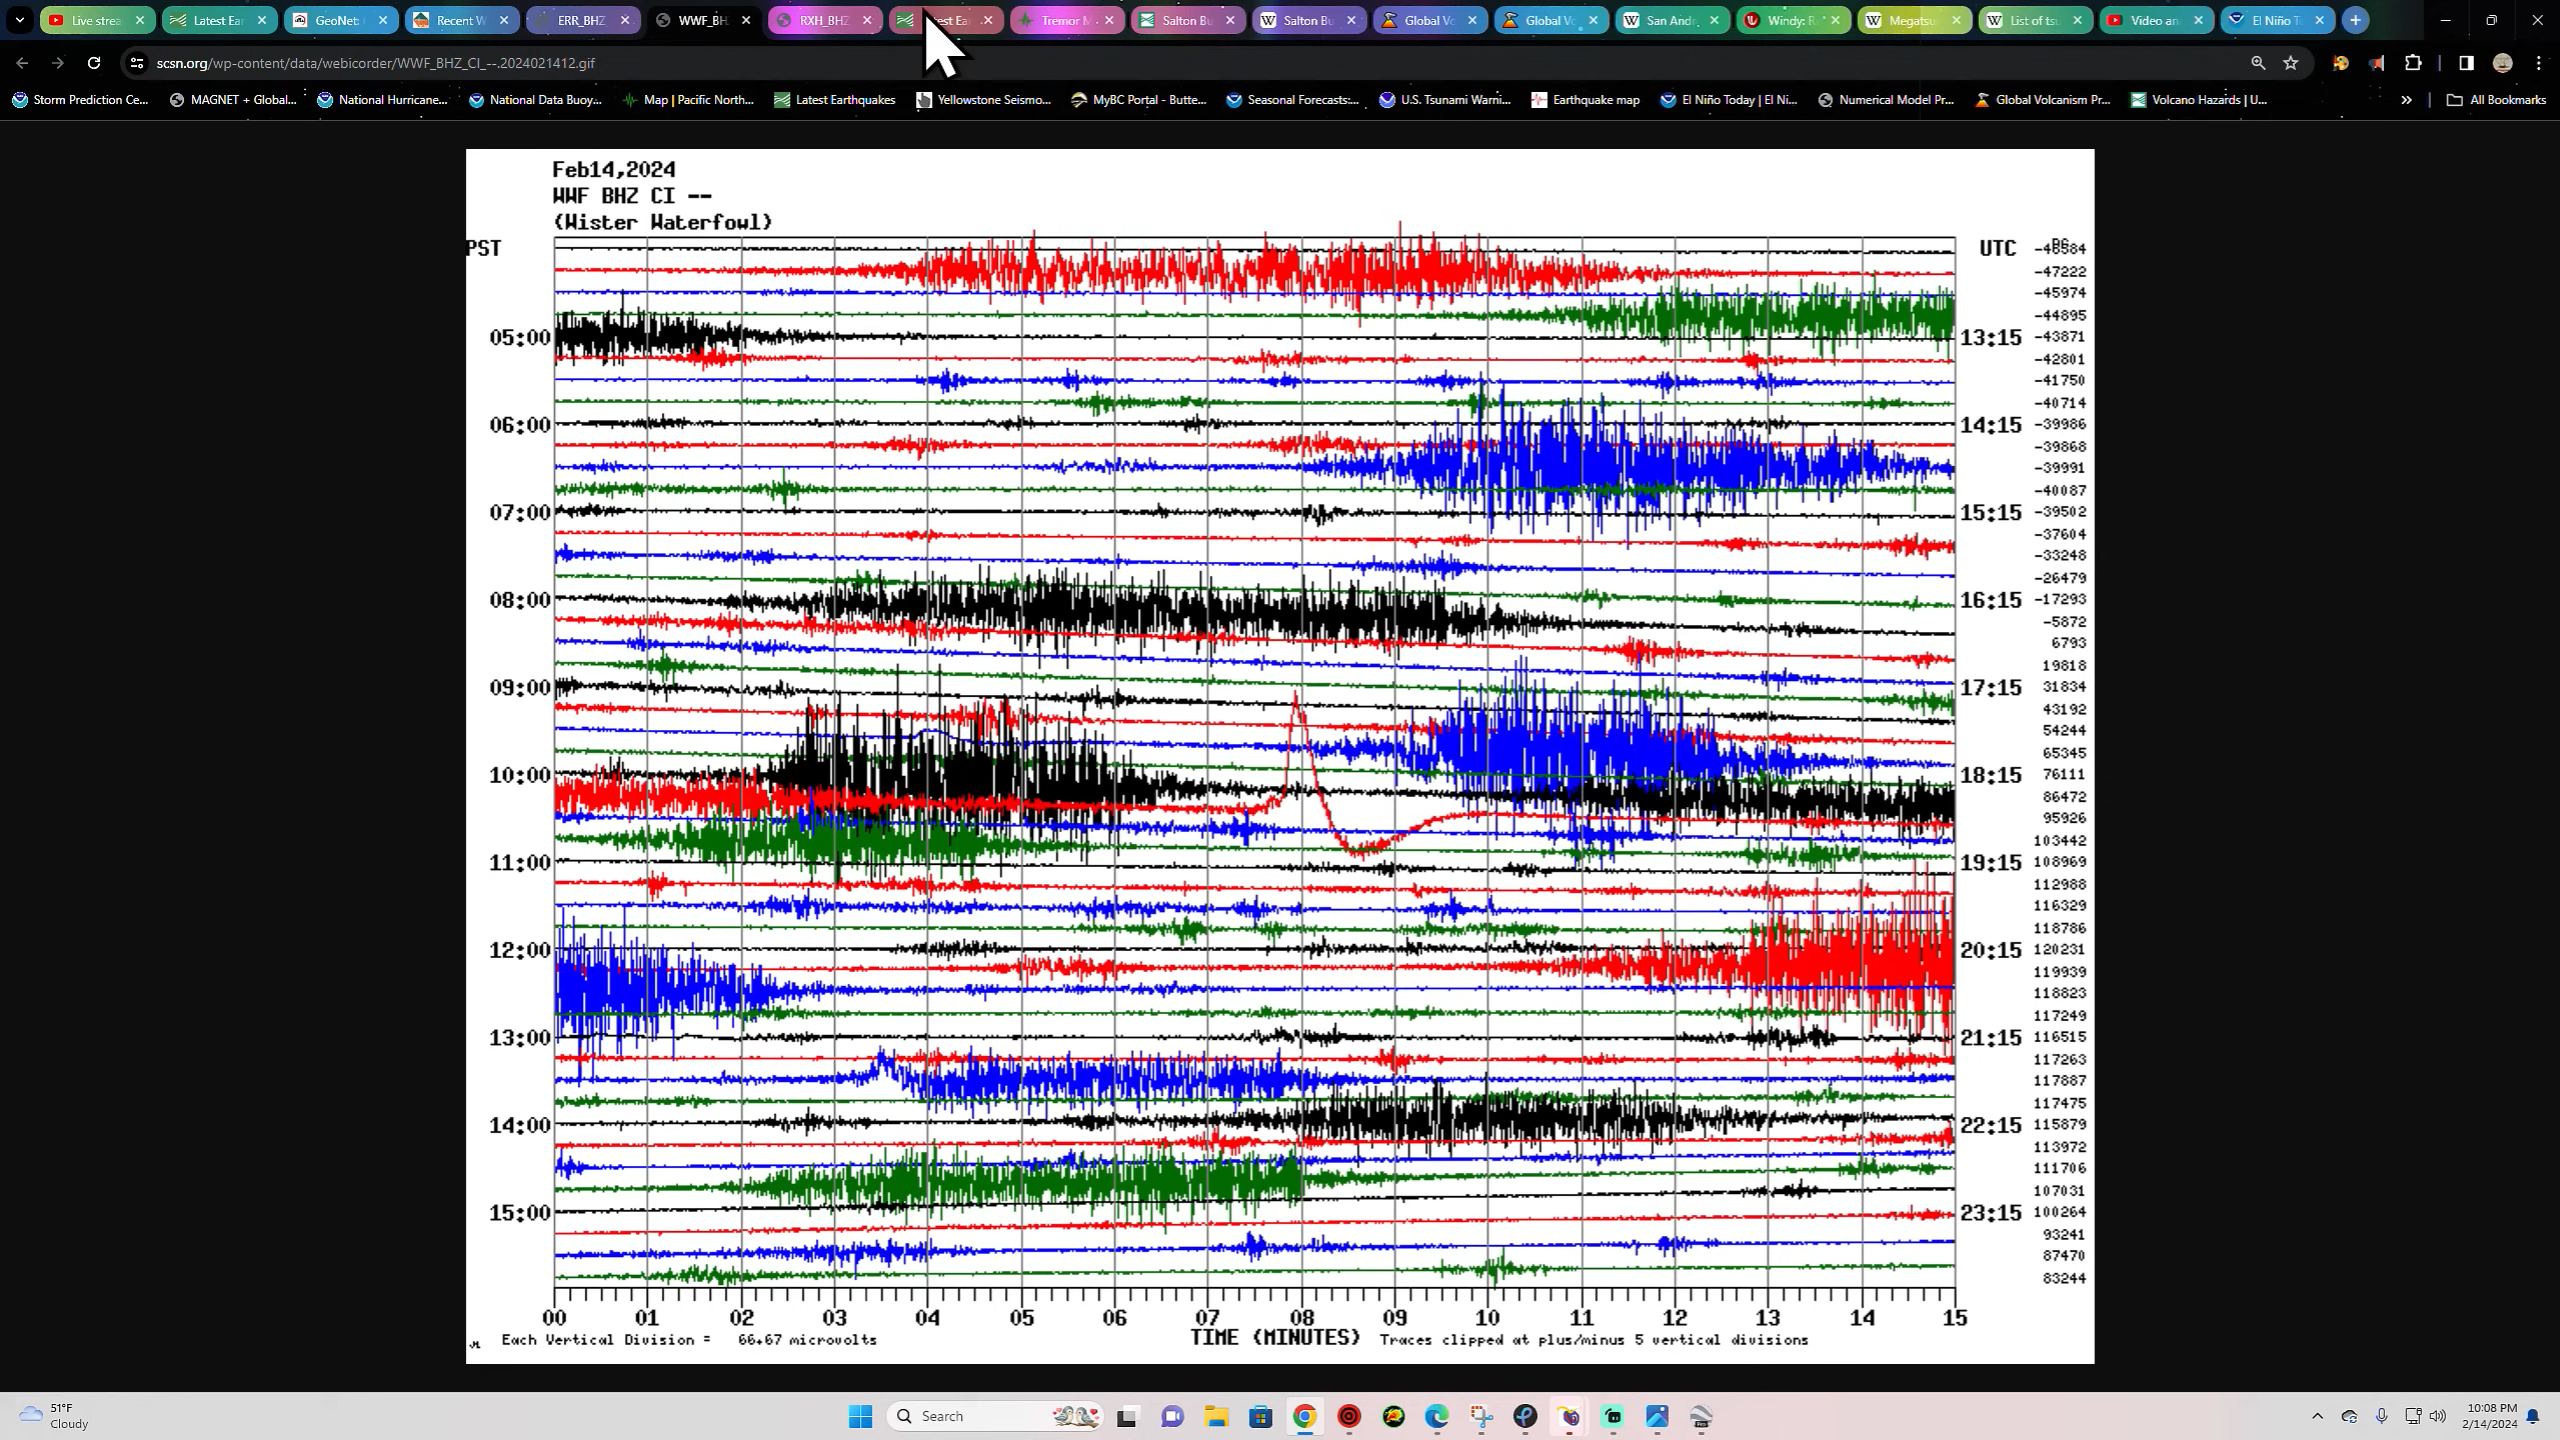 Live strea
Latest Ear
GeoNet:
Recent W
ERR_BHZ
WWF_BH
RXH_BHZ
est Ear
Tremor M
Salton Bu
Salton Bu
Global Vo
Global Vo
San Andr
Windy: R
Megatsu
List of tsu
Video an
El Niño T
scsn.org/wp-content/data/webicorder/WWF_BHZ_CI_--.2024021412.gif
Storm Prediction Ce...
MAGNET + Global...
National Hurricane...
National Data Buoy...
Map | Pacific North...
Latest Earthquakes
Yellowstone Seismo...
MyBC Portal - Butte...
Seasonal Forecasts:...
U.S. Tsunami Warni...
Earthquake map
El Niño Today | El Ni...
Numerical Model Pr...
Global Volcanism Pr...
Volcano Hazards | U...
All Bookmarks
Feb14,2024
WWF BHZ CI --
(Wister Waterfowl)
PST UTC
-47222
-45974
-44895
05:00 13:15 -43871
-42801
-41750
-40714
06:00 14:15 -39986
-39868
-39991
-40087
07:00 15:15 -39502
-37604
-33248
-26479
08:00 16:15 -17293
-5872
6793
19818
09:00 17:15 31834
43192
54244
65345
10:00 18:15 76111
86472
95926
103442
11:00 19:15 108969
112988
116329
118786
12:00 20:15 120231
119939
118823
117249
13:00 21:15 116515
117263
117887
117475
14:00 22:15 115879
113972
111706
107031
15:00 23:15 100264
93241
87470
83244
00 01 02 03 04 05 06 07 08 09 10 11 12 13 14 15
TIME (MINUTES)
Each Vertical Division = 66.67 microvolts Traces clipped at plus/minus 5 vertical divisions
51°F
Cloudy
Search
10:08 PM
2/14/2024